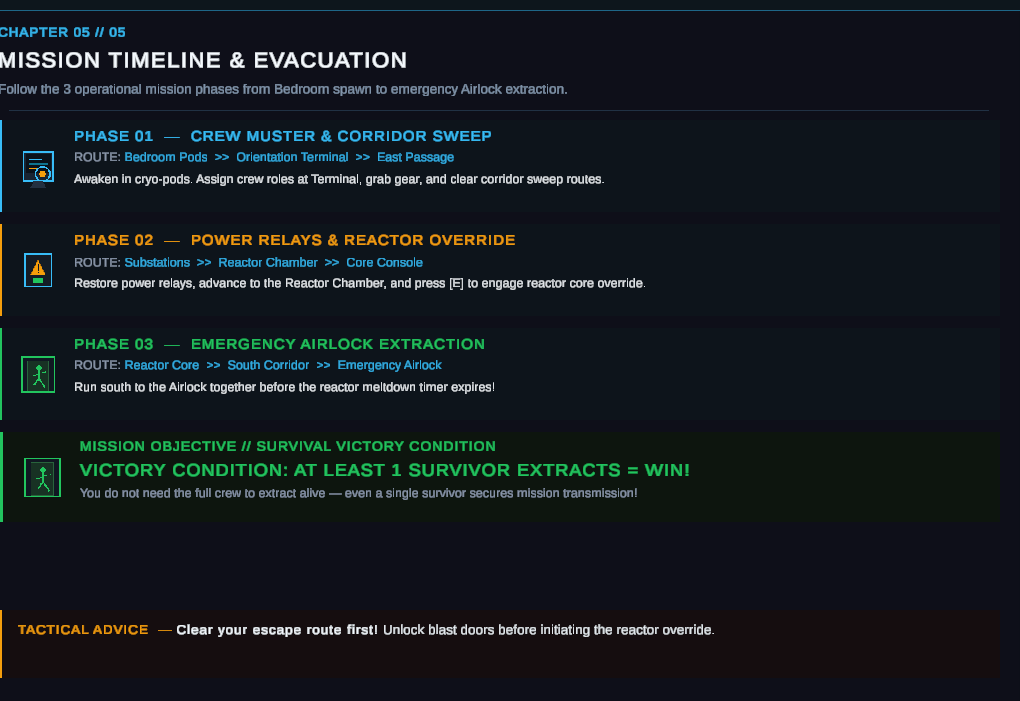 CHAPTER 05 // 05
MISSION TIMELINE & EVACUATION
Follow the 3 operational mission phases from Bedroom spawn to emergency Airlock extraction.
PHASE 01 — CREW MUSTER & CORRIDOR SWEEP
ROUTE: Bedroom Pods >> Orientation Terminal >> East Passage
Awaken in cryo-pods. Assign crew roles at Terminal, grab gear, and clear corridor sweep routes.
PHASE 02 — POWER RELAYS & REACTOR OVERRIDE
ROUTE: Substations >> Reactor Chamber >> Core Console
Restore power relays, advance to the Reactor Chamber, and press [E] to engage reactor core override.
PHASE 03 — EMERGENCY AIRLOCK EXTRACTION
ROUTE: Reactor Core >> South Corridor >> Emergency Airlock
Run south to the Airlock together before the reactor meltdown timer expires!
MISSION OBJECTIVE // SURVIVAL VICTORY CONDITION
VICTORY CONDITION: AT LEAST 1 SURVIVOR EXTRACTS = WIN!
You do not need the full crew to extract alive — even a single survivor secures mission transmission!
TACTICAL ADVICE — Clear your escape route first! Unlock blast doors before initiating the reactor override.